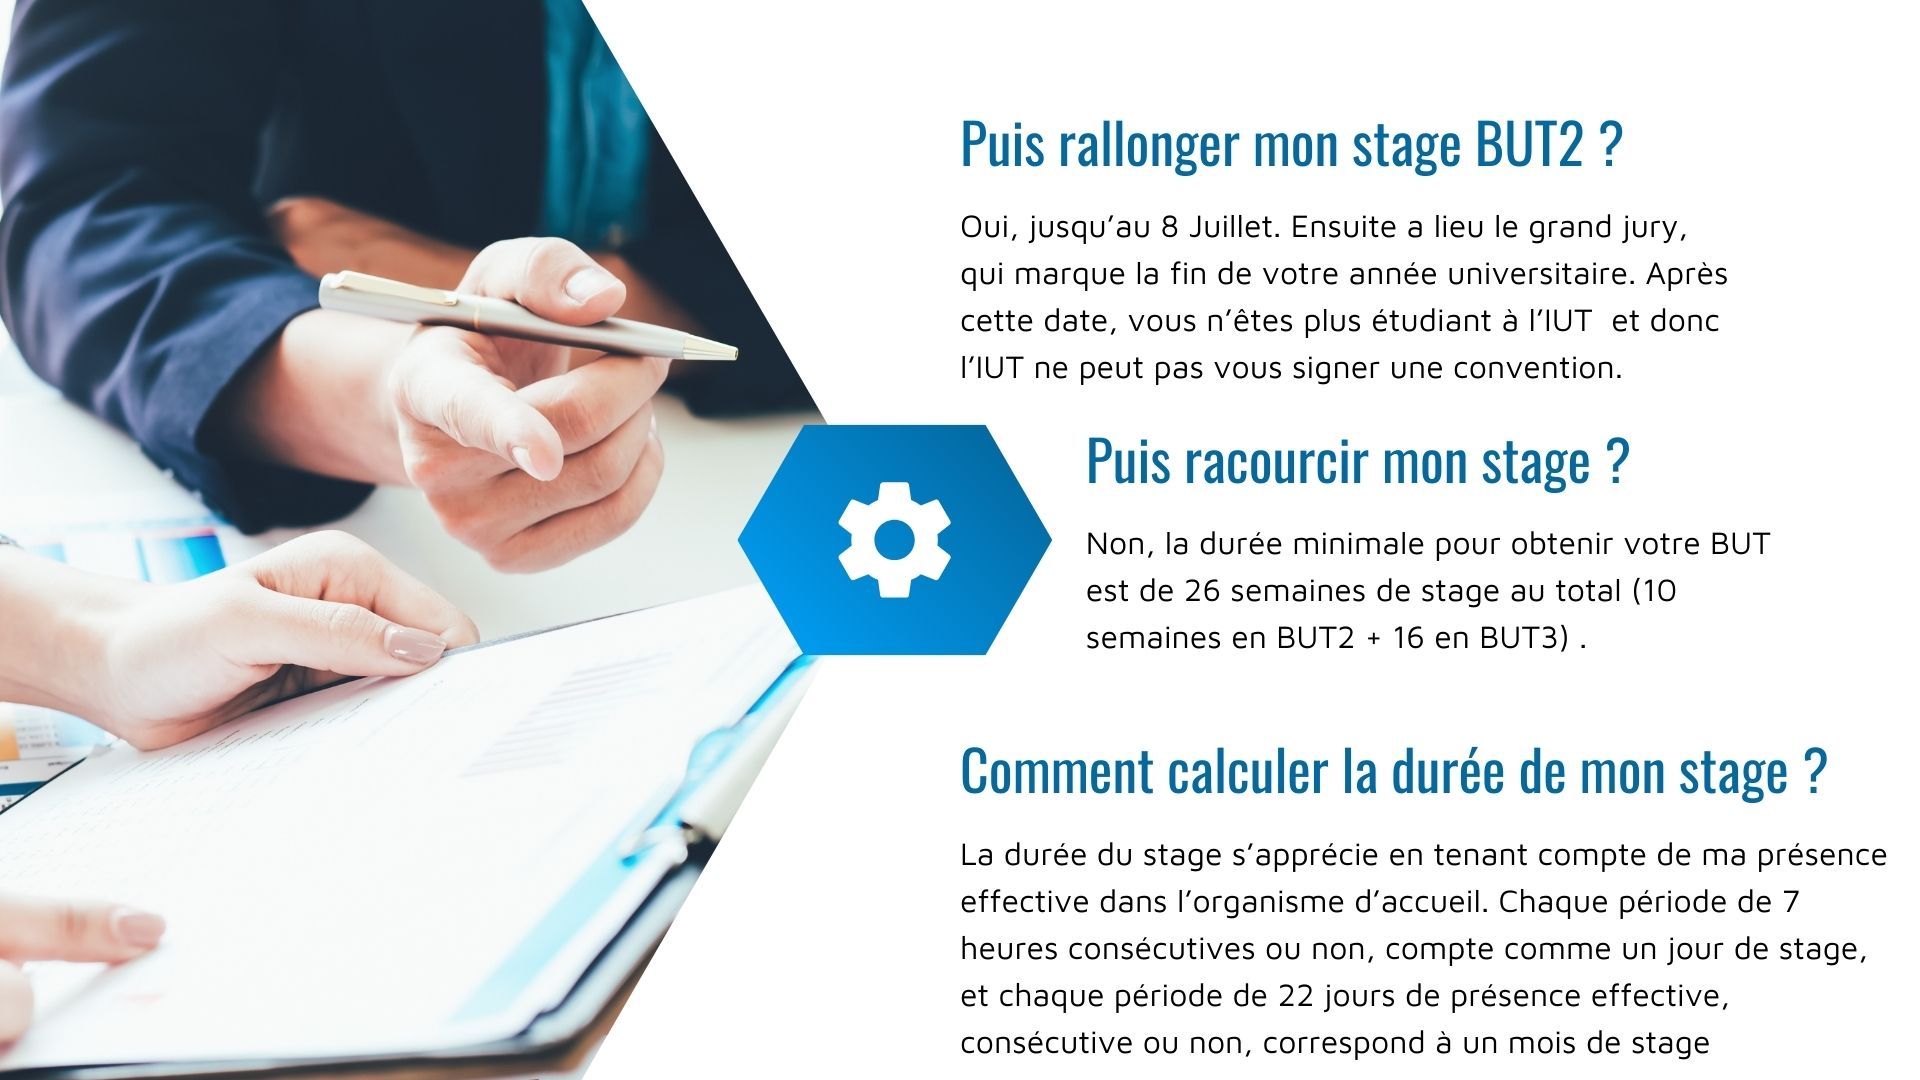 Puis rallonger mon stage BUT2 ?
Oui, jusqu’au 8 Juillet. Ensuite a lieu le grand jury,
qui marque la fin de votre année universitaire. Après
cette date, vous n’êtes plus étudiant à l’IUT  et donc
l’IUT ne peut pas vous signer une convention.
Puis racourcir mon stage ?
Non, la durée minimale pour obtenir votre BUT
est de 26 semaines de stage au total (10
semaines en BUT2 + 16 en BUT3) .
Comment calculer la durée de mon stage ?
La durée du stage s’apprécie en tenant compte de ma présence
effective dans l’organisme d’accueil. Chaque période de 7
heures consécutives ou non, compte comme un jour de stage,
et chaque période de 22 jours de présence effective,
consécutive ou non, correspond à un mois de stage